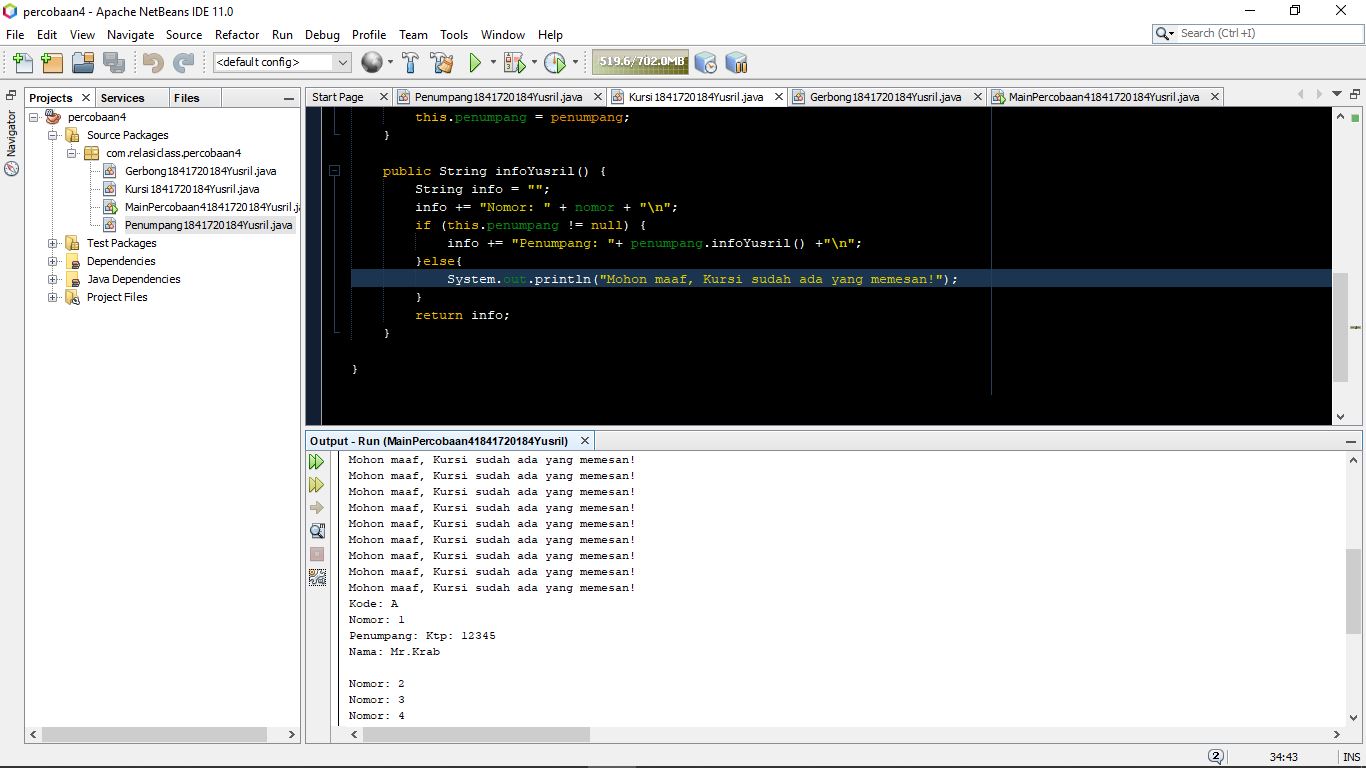 percobaan4 - Apache NetBeans IDE 11.0
File Edit View Navigate Source Refactor Run Debug Profile Team Tools Window Help
Search (Ctrl+I)
<default config>
519.6/702.0MB
Projects Services Files
Start Page Penumpang1841720184Yusril.java Kursi1841720184Yusril.java Gerbong1841720184Yusril.java MainPercobaan41841720184Yusril.java
Navigator
percobaan4
Source Packages
com.relasiclass.percobaan4
Gerbong1841720184Yusril.java
Kursi1841720184Yusril.java
MainPercobaan41841720184Yusril.ja
Penumpang1841720184Yusril.java
Test Packages
Dependencies
Java Dependencies
Project Files
this.penumpang = penumpang;
}
public String infoYusril() {
String info = "";
info += "Nomor: " + nomor + "\n";
if (this.penumpang != null) {
info += "Penumpang: "+ penumpang.infoYusril() +"\n";
}else{
System.out.println("Mohon maaf, Kursi sudah ada yang memesan!");
}
return info;
}
}
Output - Run (MainPercobaan41841720184Yusril)
Mohon maaf, Kursi sudah ada yang memesan!
Mohon maaf, Kursi sudah ada yang memesan!
Mohon maaf, Kursi sudah ada yang memesan!
Mohon maaf, Kursi sudah ada yang memesan!
Mohon maaf, Kursi sudah ada yang memesan!
Mohon maaf, Kursi sudah ada yang memesan!
Mohon maaf, Kursi sudah ada yang memesan!
Mohon maaf, Kursi sudah ada yang memesan!
Mohon maaf, Kursi sudah ada yang memesan!
Kode: A
Nomor: 1
Penumpang: Ktp: 12345
Nama: Mr.Krab
Nomor: 2
Nomor: 3
Nomor: 4
2
34:43
INS